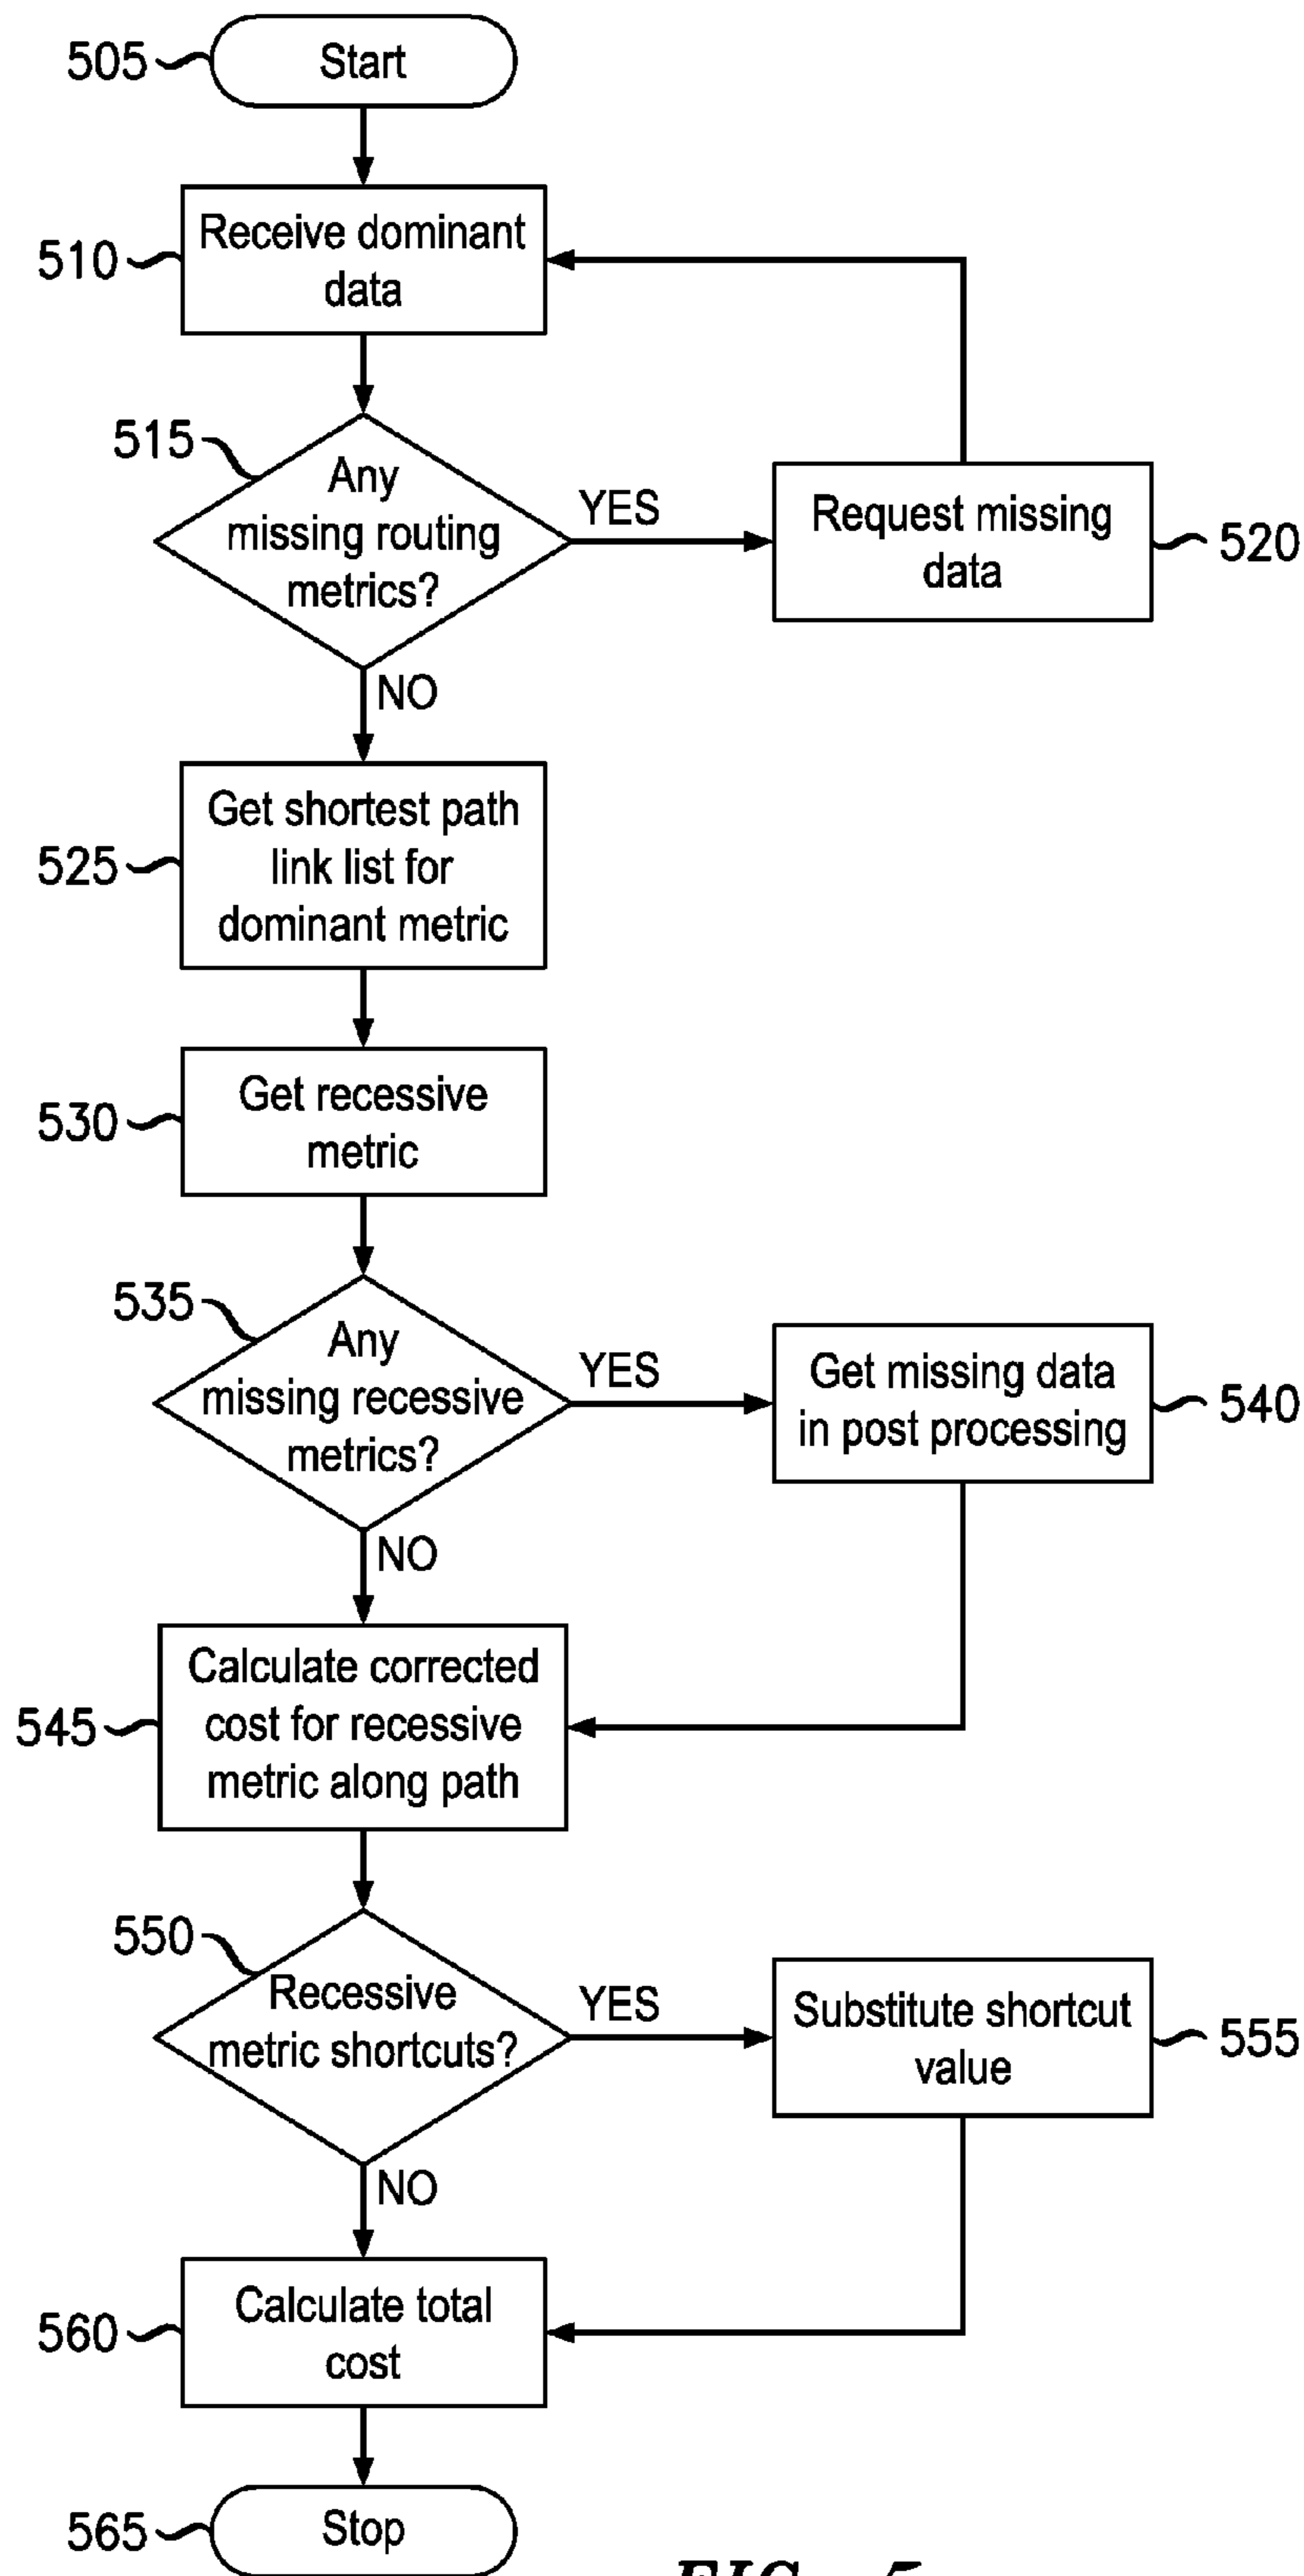 505
Start
510
Receive dominant
data
515
Any
missing routing
metrics?
YES
Request missing
data
520
NO
525
Get shortest path
link list for
dominant metric
530
Get recessive
metric
535
Any
missing recessive
metrics?
YES
Get missing data
in post processing
540
NO
545
Calculate corrected
cost for recessive
metric along path
550
Recessive
metric shortcuts?
YES
Substitute shortcut
value
555
NO
560
Calculate total
cost
565
Stop